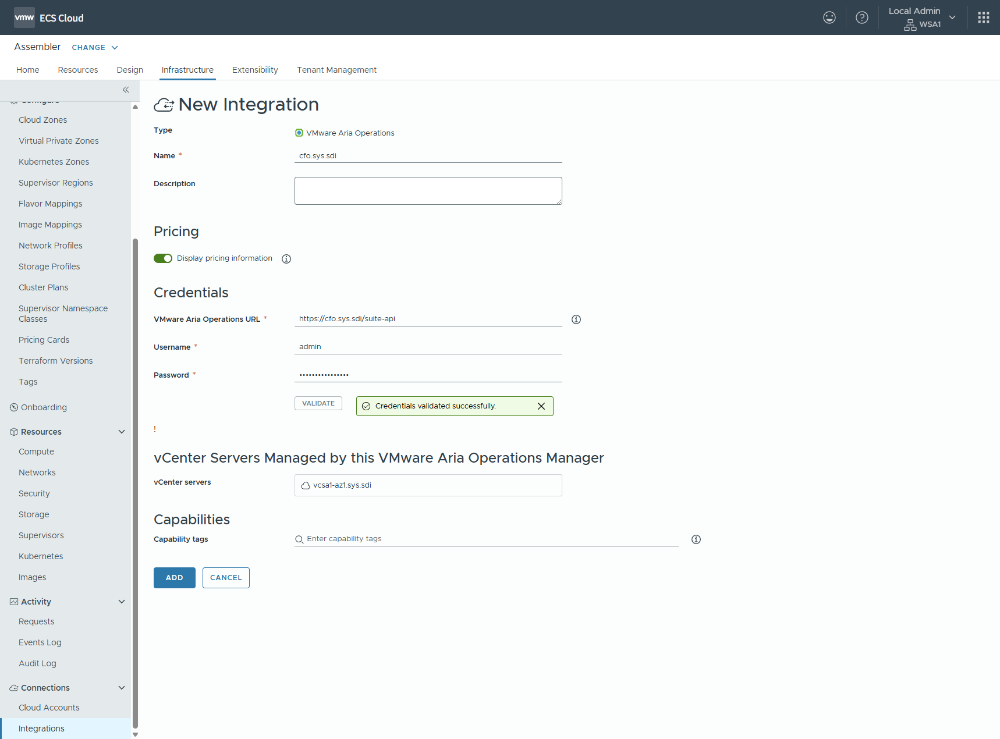 vmw ECS Cloud
Local Admin
WSA1
Assembler CHANGE
Home Resources Design Infrastructure Extensibility Tenant Management
Configure
Cloud Zones
Virtual Private Zones
Kubernetes Zones
Supervisor Regions
Flavor Mappings
Image Mappings
Network Profiles
Storage Profiles
Cluster Plans
Supervisor Namespace
Classes
Pricing Cards
Terraform Versions
Tags
Onboarding
Resources
Compute
Networks
Security
Storage
Supervisors
Kubernetes
Images
Activity
Requests
Events Log
Audit Log
Connections
Cloud Accounts
Integrations
New Integration
Type VMware Aria Operations
Name * cfo.sys.sdi
Description
Pricing
Display pricing information
Credentials
VMware Aria Operations URL * https://cfo.sys.sdi/suite-api
Username * admin
Password * ••••••••••••••••
VALIDATE Credentials validated successfully.
!
vCenter Servers Managed by this VMware Aria Operations Manager
vCenter servers vcsa1-az1.sys.sdi
Capabilities
Capability tags Enter capability tags
ADD CANCEL